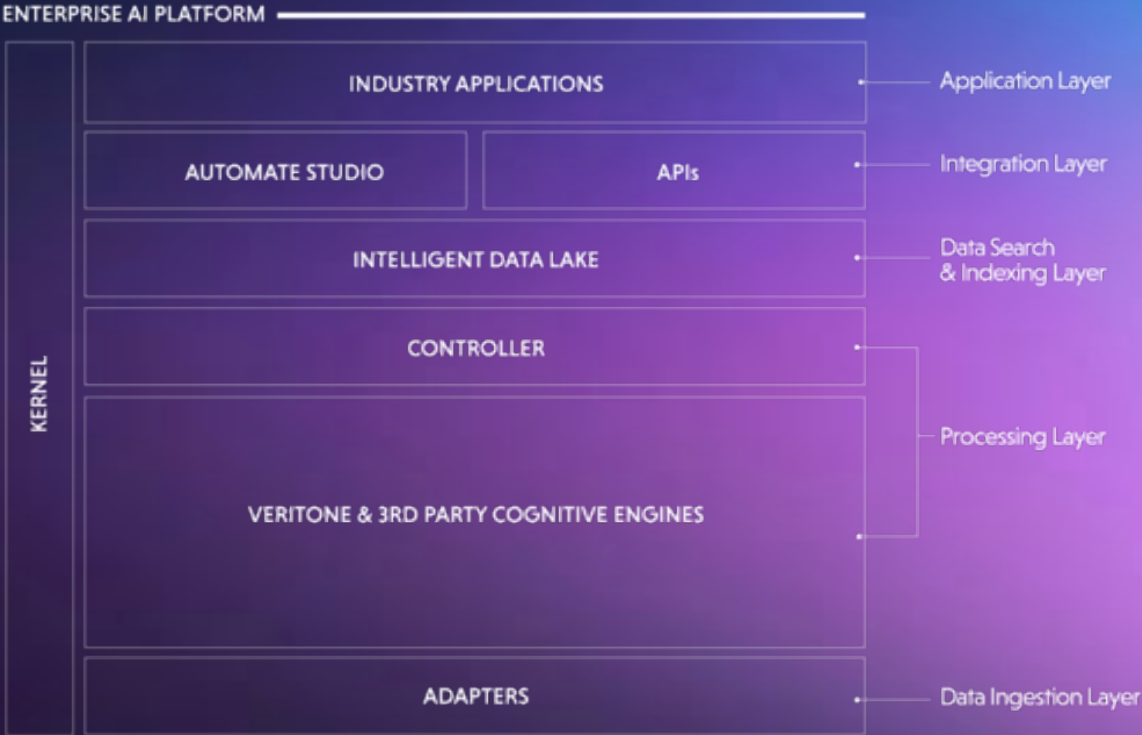 ENTERPRISE AI PLATFORM
KERNEL
INDUSTRY APPLICATIONS
Application Layer
AUTOMATE STUDIO
APIs
Integration Layer
INTELLIGENT DATA LAKE
Data Search
& Indexing Layer
CONTROLLER
VERITONE & 3RD PARTY COGNITIVE ENGINES
Processing Layer
ADAPTERS
Data Ingestion Layer